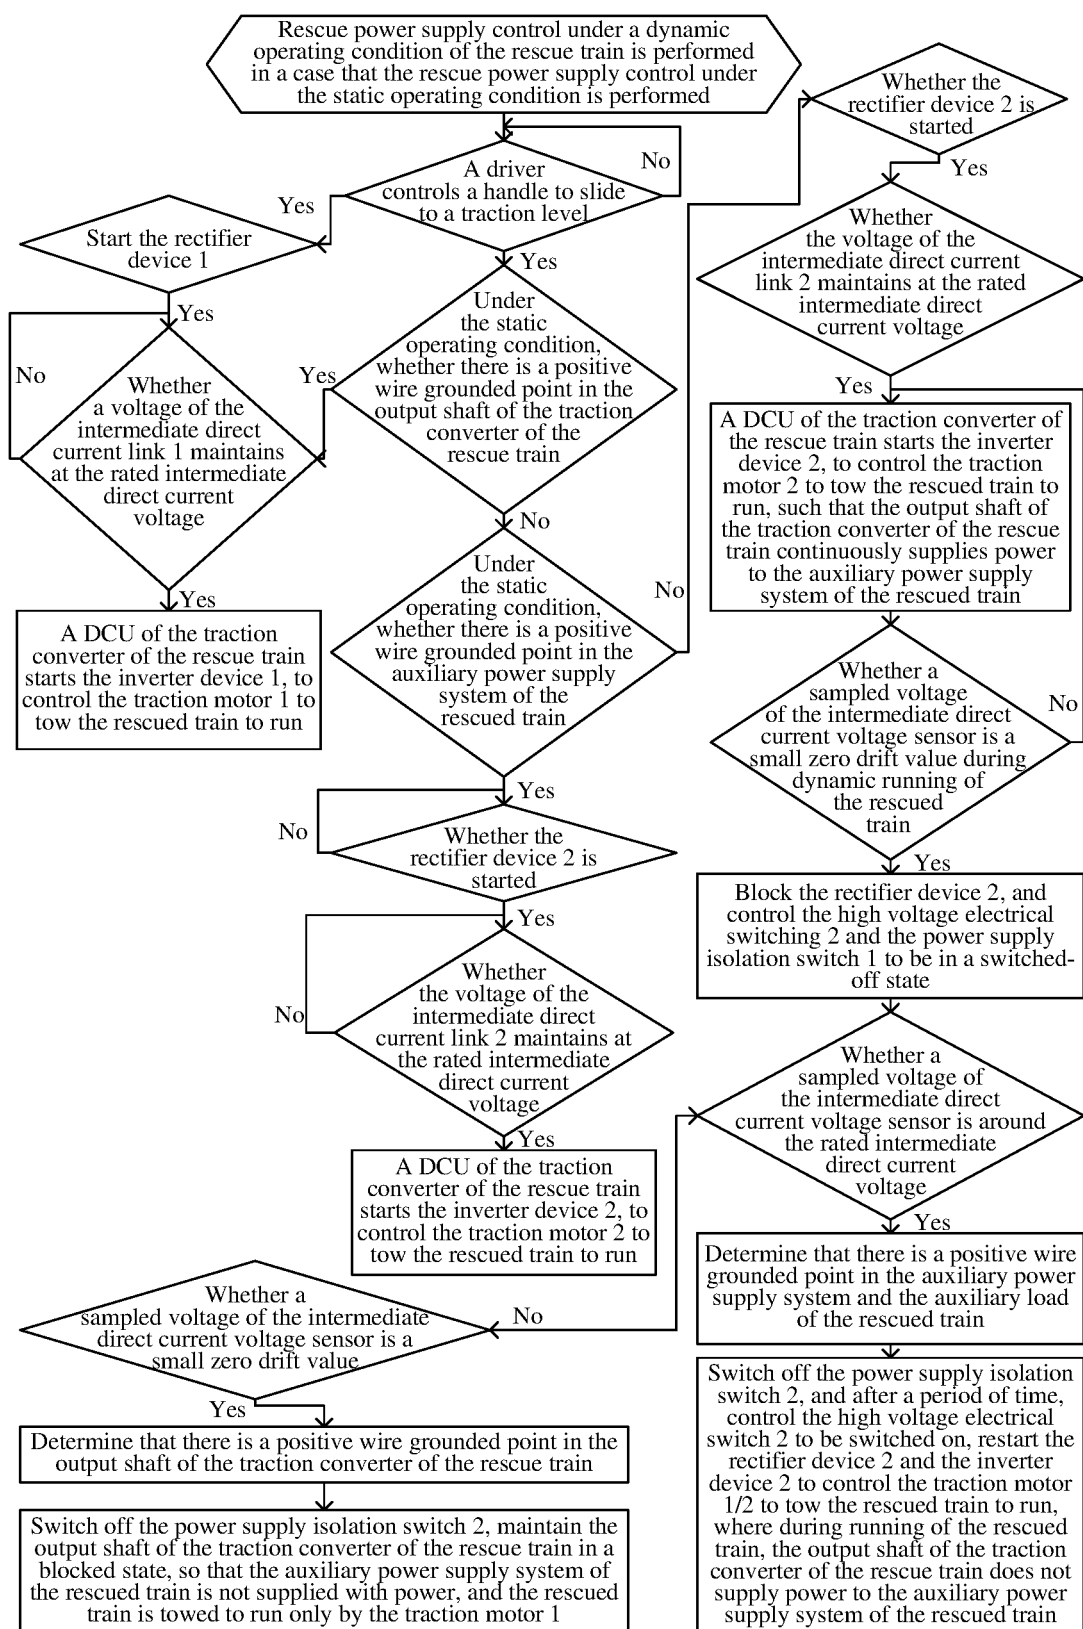 Rescue power supply control under a dynamic
operating condition of the rescue train is performed
in a case that the rescue power supply control under
the static operating condition is performed
No
A driver
controls a handle to slide
to a traction level
Yes
Start the rectifier
device 1
Yes
No
Whether
a voltage of the
intermediate direct
current link 1 maintains
at the rated intermediate
direct current
voltage
Yes
A DCU of the traction
converter of the rescue train
starts the inverter device 1, to
control the traction motor 1 to
tow the rescued train to run
Yes
Under
the static
operating condition,
whether there is a positive
wire grounded point in the
output shaft of the traction
converter of the
rescue train
Yes
No
Under
the static
operating condition,
whether there is a positive
wire grounded point in the
auxiliary power supply
system of the
rescued train
No
Yes
Whether the
rectifier device 2 is
started
No
Yes
Whether
the voltage of the
intermediate direct
current link 2 maintains at
the rated intermediate
direct current
voltage
No
Yes
A DCU of the traction
converter of the rescue train
starts the inverter device 2, to
control the traction motor 2 to
tow the rescued train to run
Whether the
rectifier device 2 is
started
Yes
Whether
the voltage of the
intermediate direct current
link 2 maintains at the rated
intermediate direct
current voltage
Yes
A DCU of the traction converter of
the rescue train starts the inverter
device 2, to control the traction
motor 2 to tow the rescued train to
run, such that the output shaft of
the traction converter of the rescue
train continuously supplies power
to the auxiliary power supply
system of the rescued train
Whether a
sampled voltage
of the intermediate direct
current voltage sensor is a
small zero drift value during
dynamic running of
the rescued
train
No
Yes
Block the rectifier device 2, and
control the high voltage electrical
switching 2 and the power supply
isolation switch 1 to be in a switched-
off state
Whether a
sampled voltage of
the intermediate direct
current voltage sensor is around
the rated intermediate
direct current
voltage
Yes
Determine that there is a positive wire
grounded point in the auxiliary power
supply system and the auxiliary load
of the rescued train
Switch off the power supply isolation
switch 2, and after a period of time,
control the high voltage electrical
switch 2 to be switched on, restart the
rectifier device 2 and the inverter
device 2 to control the traction motor
1/2 to tow the rescued train to run,
where during running of the rescued
train, the output shaft of the traction
converter of the rescue train does not
supply power to the auxiliary power
supply system of the rescued train
No
Whether a
sampled voltage of the intermediate
direct current voltage sensor is a
small zero drift value
Yes
Determine that there is a positive wire grounded point in the
output shaft of the traction converter of the rescue train
Switch off the power supply isolation switch 2, maintain the
output shaft of the traction converter of the rescue train in a
blocked state, so that the auxiliary power supply system of
the rescued train is not supplied with power, and the rescued
train is towed to run only by the traction motor 1